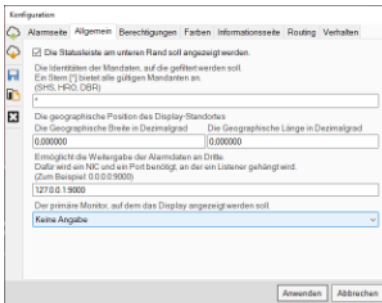 Konfiguration
Alarmseite Allgemein Berechtigungen Farben Informationsseite Routing Verhalten
Die Statusleiste am unteren Rand soll angezeigt werden.
Die Identitäten der Mandaten, auf die gefiltert werden soll.
Ein Stern [*] bietet alle gültigen Mandanten an.
(SHS, HRO, DBR)
*
Die geographische Position des Display-Standortes
Die Geographische Breite in Dezimalgrad Die Geographische Länge in Dezimalgrad
0,000000 0,000000
Ermöglicht die Weitergabe der Alarmdaten an Dritte.
Dafür wird ein NIC und ein Port benötigt, an der ein Listener gehängt wird.
(Zum Beispiel: 0.0.0.0:9000)
127.0.0.1:9000
Der primäre Monitor, auf dem das Display angezeigt werden soll.
Keine Angabe
Anwenden Abbrechen